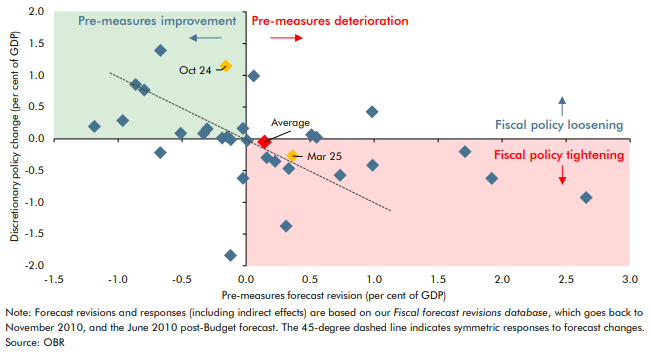 Pre-measures improvement
Pre-measures deterioration
Discretionary policy change (per cent of GDP)
2.0
1.5
1.0
0.5
0.0
-0.5
-1.0
-1.5
-2.0
Oct 24
Average
Mar 25
Fiscal policy loosening
Fiscal policy tightening
-1.5 -1.0 -0.5 0.0 0.5 1.0 1.5 2.0 2.5 3.0
Pre-measures forecast revision (per cent of GDP)
Note: Forecast revisions and responses (including indirect effects) are based on our Fiscal forecast revisions database, which goes back to
November 2010, and the June 2010 post-Budget forecast. The 45-degree dashed line indicates symmetric responses to forecast changes.
Source: OBR